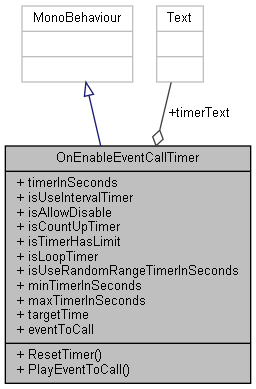 MonoBehaviour
Text
+timerText
OnEnableEventCallTimer
+ timerInSeconds
+ isUseIntervalTimer
+ isAllowDisable
+ isCountUpTimer
+ isTimerHasLimit
+ isLoopTimer
+ isUseRandomRangeTimerInSeconds
+ minTimerInSeconds
+ maxTimerInSeconds
+ targetTime
+ eventToCall
+ ResetTimer()
+ PlayEventToCall()